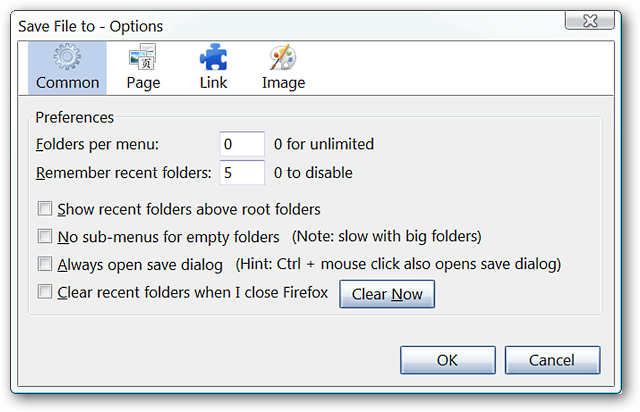 Save File to - Options
Common Page Link Image
Preferences
Folders per menu: 0 0 for unlimited
Remember recent folders: 5 0 to disable
Show recent folders above root folders
No sub-menus for empty folders (Note: slow with big folders)
Always open save dialog (Hint: Ctrl + mouse click also opens save dialog)
Clear recent folders when I close Firefox Clear Now
OK Cancel